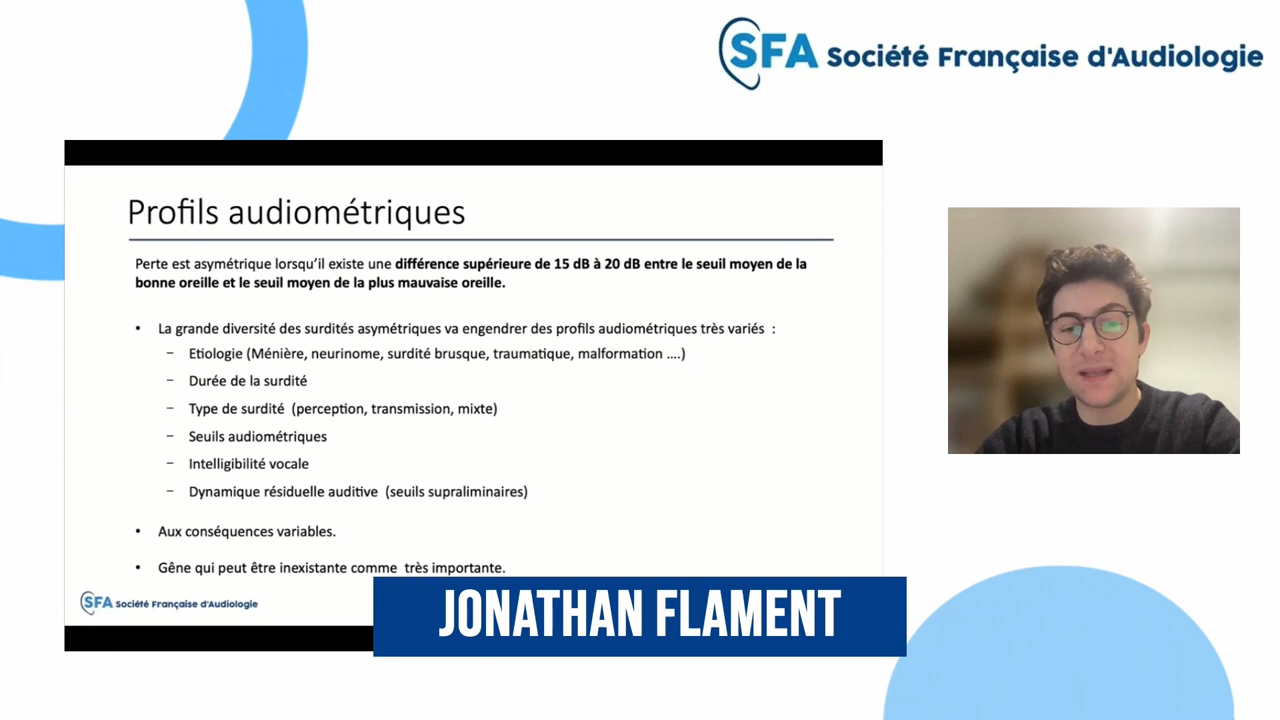 SFA Société Française d'Audiologie
Profils audiométriques
Perte est asymétrique lorsqu'il existe une différence supérieure de 15 dB à 20 dB entre le seuil moyen de la
bonne oreille et le seuil moyen de la plus mauvaise oreille.
• La grande diversité des surdités asymétriques va engendrer des profils audiométriques très variés :
– Etiologie (Ménière, neurinome, surdité brusque, traumatique, malformation ....)
– Durée de la surdité
– Type de surdité (perception, transmission, mixte)
– Seuils audiométriques
– Intelligibilité vocale
– Dynamique résiduelle auditive (seuils supraliminaires)
• Aux conséquences variables.
• Gêne qui peut être inexistante comme très importante.
SFA Société Française d'Audiologie
JONATHAN FLAMENT